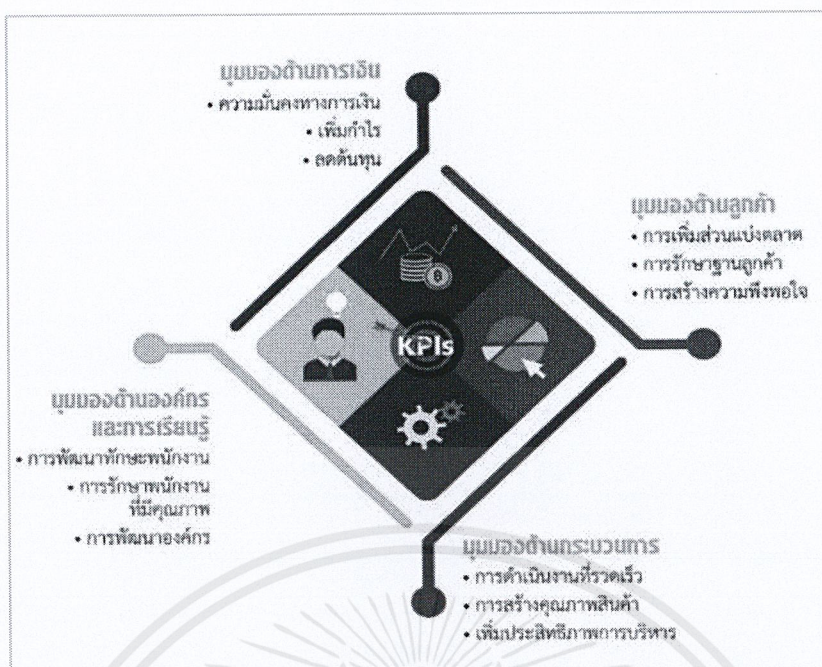 มุมมองด้านการเงิน
• ความมั่นคงทางการเงิน
• เพิ่มกำไร
• ลดต้นทุน
มุมมองด้านลูกค้า
• การเพิ่มส่วนแบ่งตลาด
• การรักษาฐานลูกค้า
• การสร้างความพึงพอใจ
KPIs
มุมมองด้านองค์กร
และการเรียนรู้
• การพัฒนาทักษะพนักงาน
• การรักษาพนักงาน
ที่มีคุณภาพ
• การพัฒนาองค์กร
มุมมองด้านกระบวนการ
• การดำเนินงานที่รวดเร็ว
• การสร้างคุณภาพสินค้า
• เพิ่มประสิทธิภาพการบริหาร